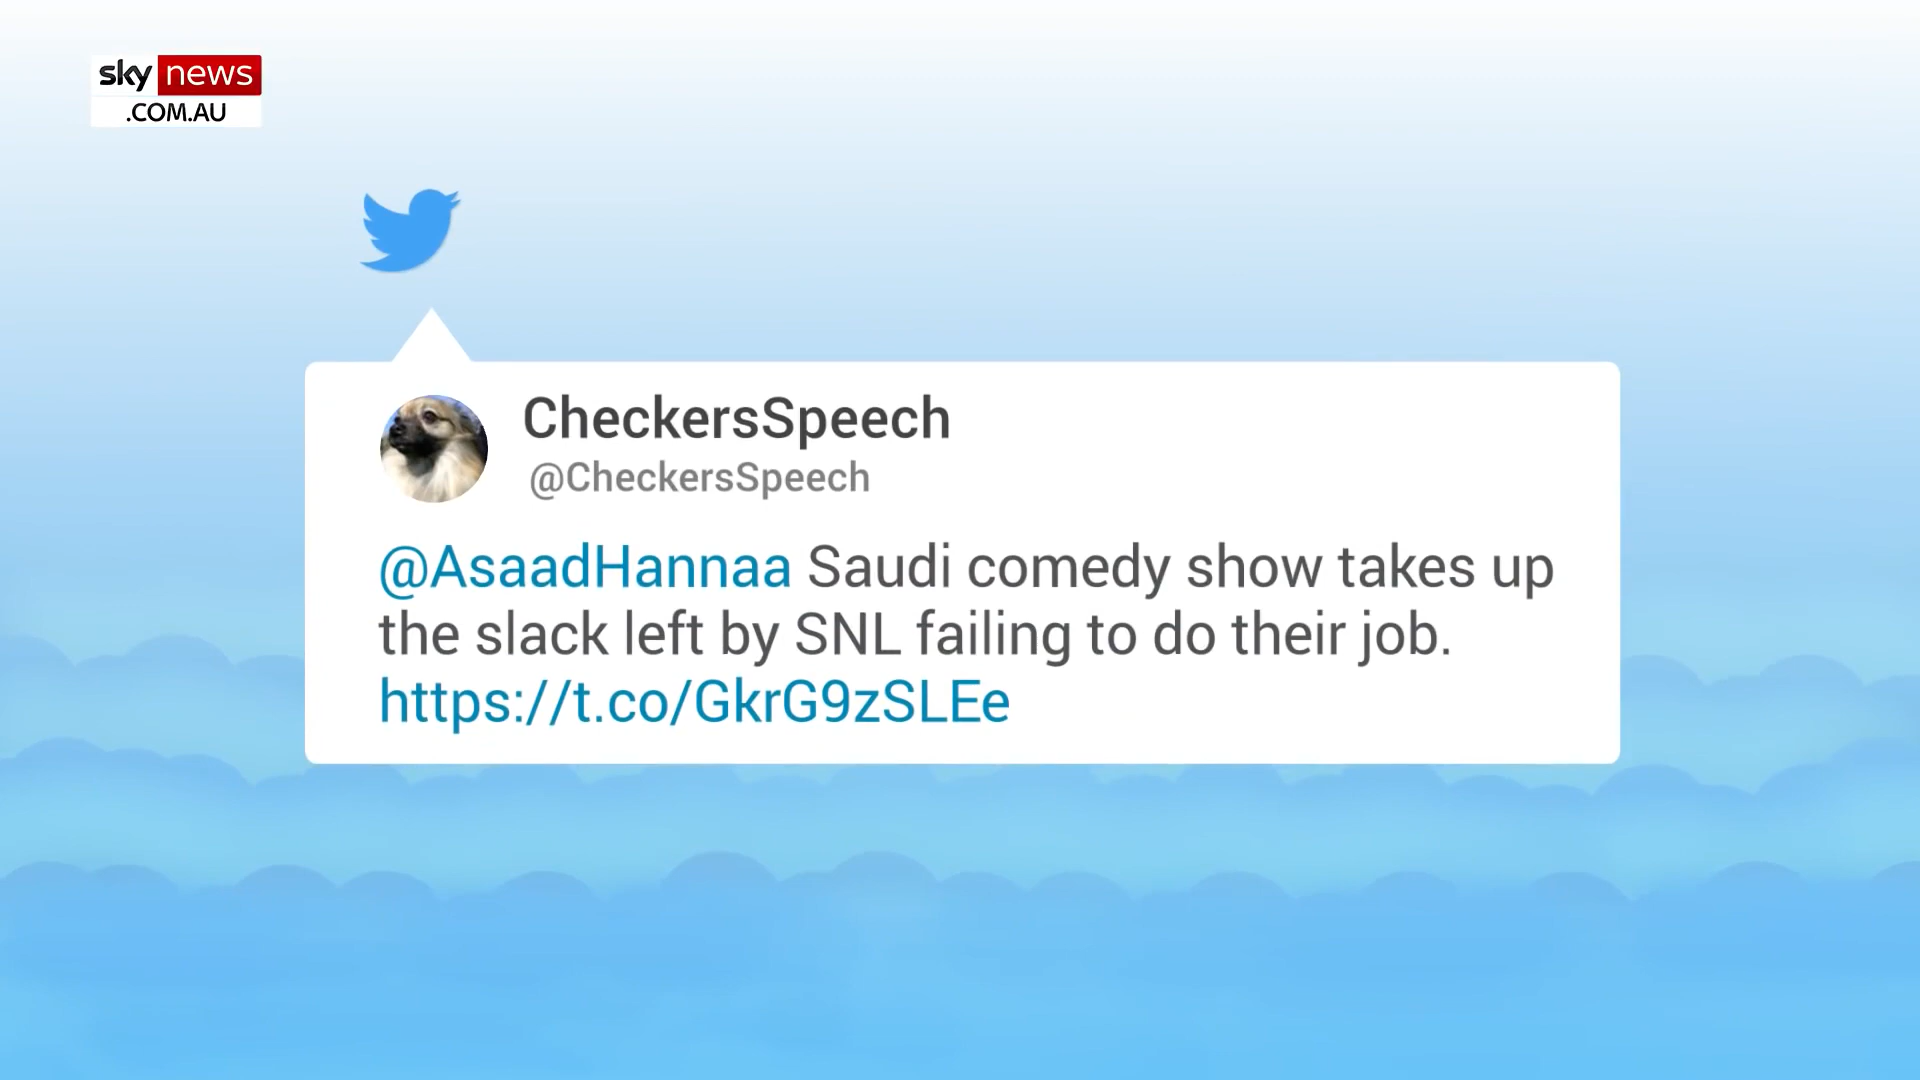 sky news
.COM.AU
CheckersSpeech
@CheckersSpeech
@AsaadHannaa Saudi comedy show takes up
the slack left by SNL failing to do their job.
https://t.co/GkrG9zSLEe